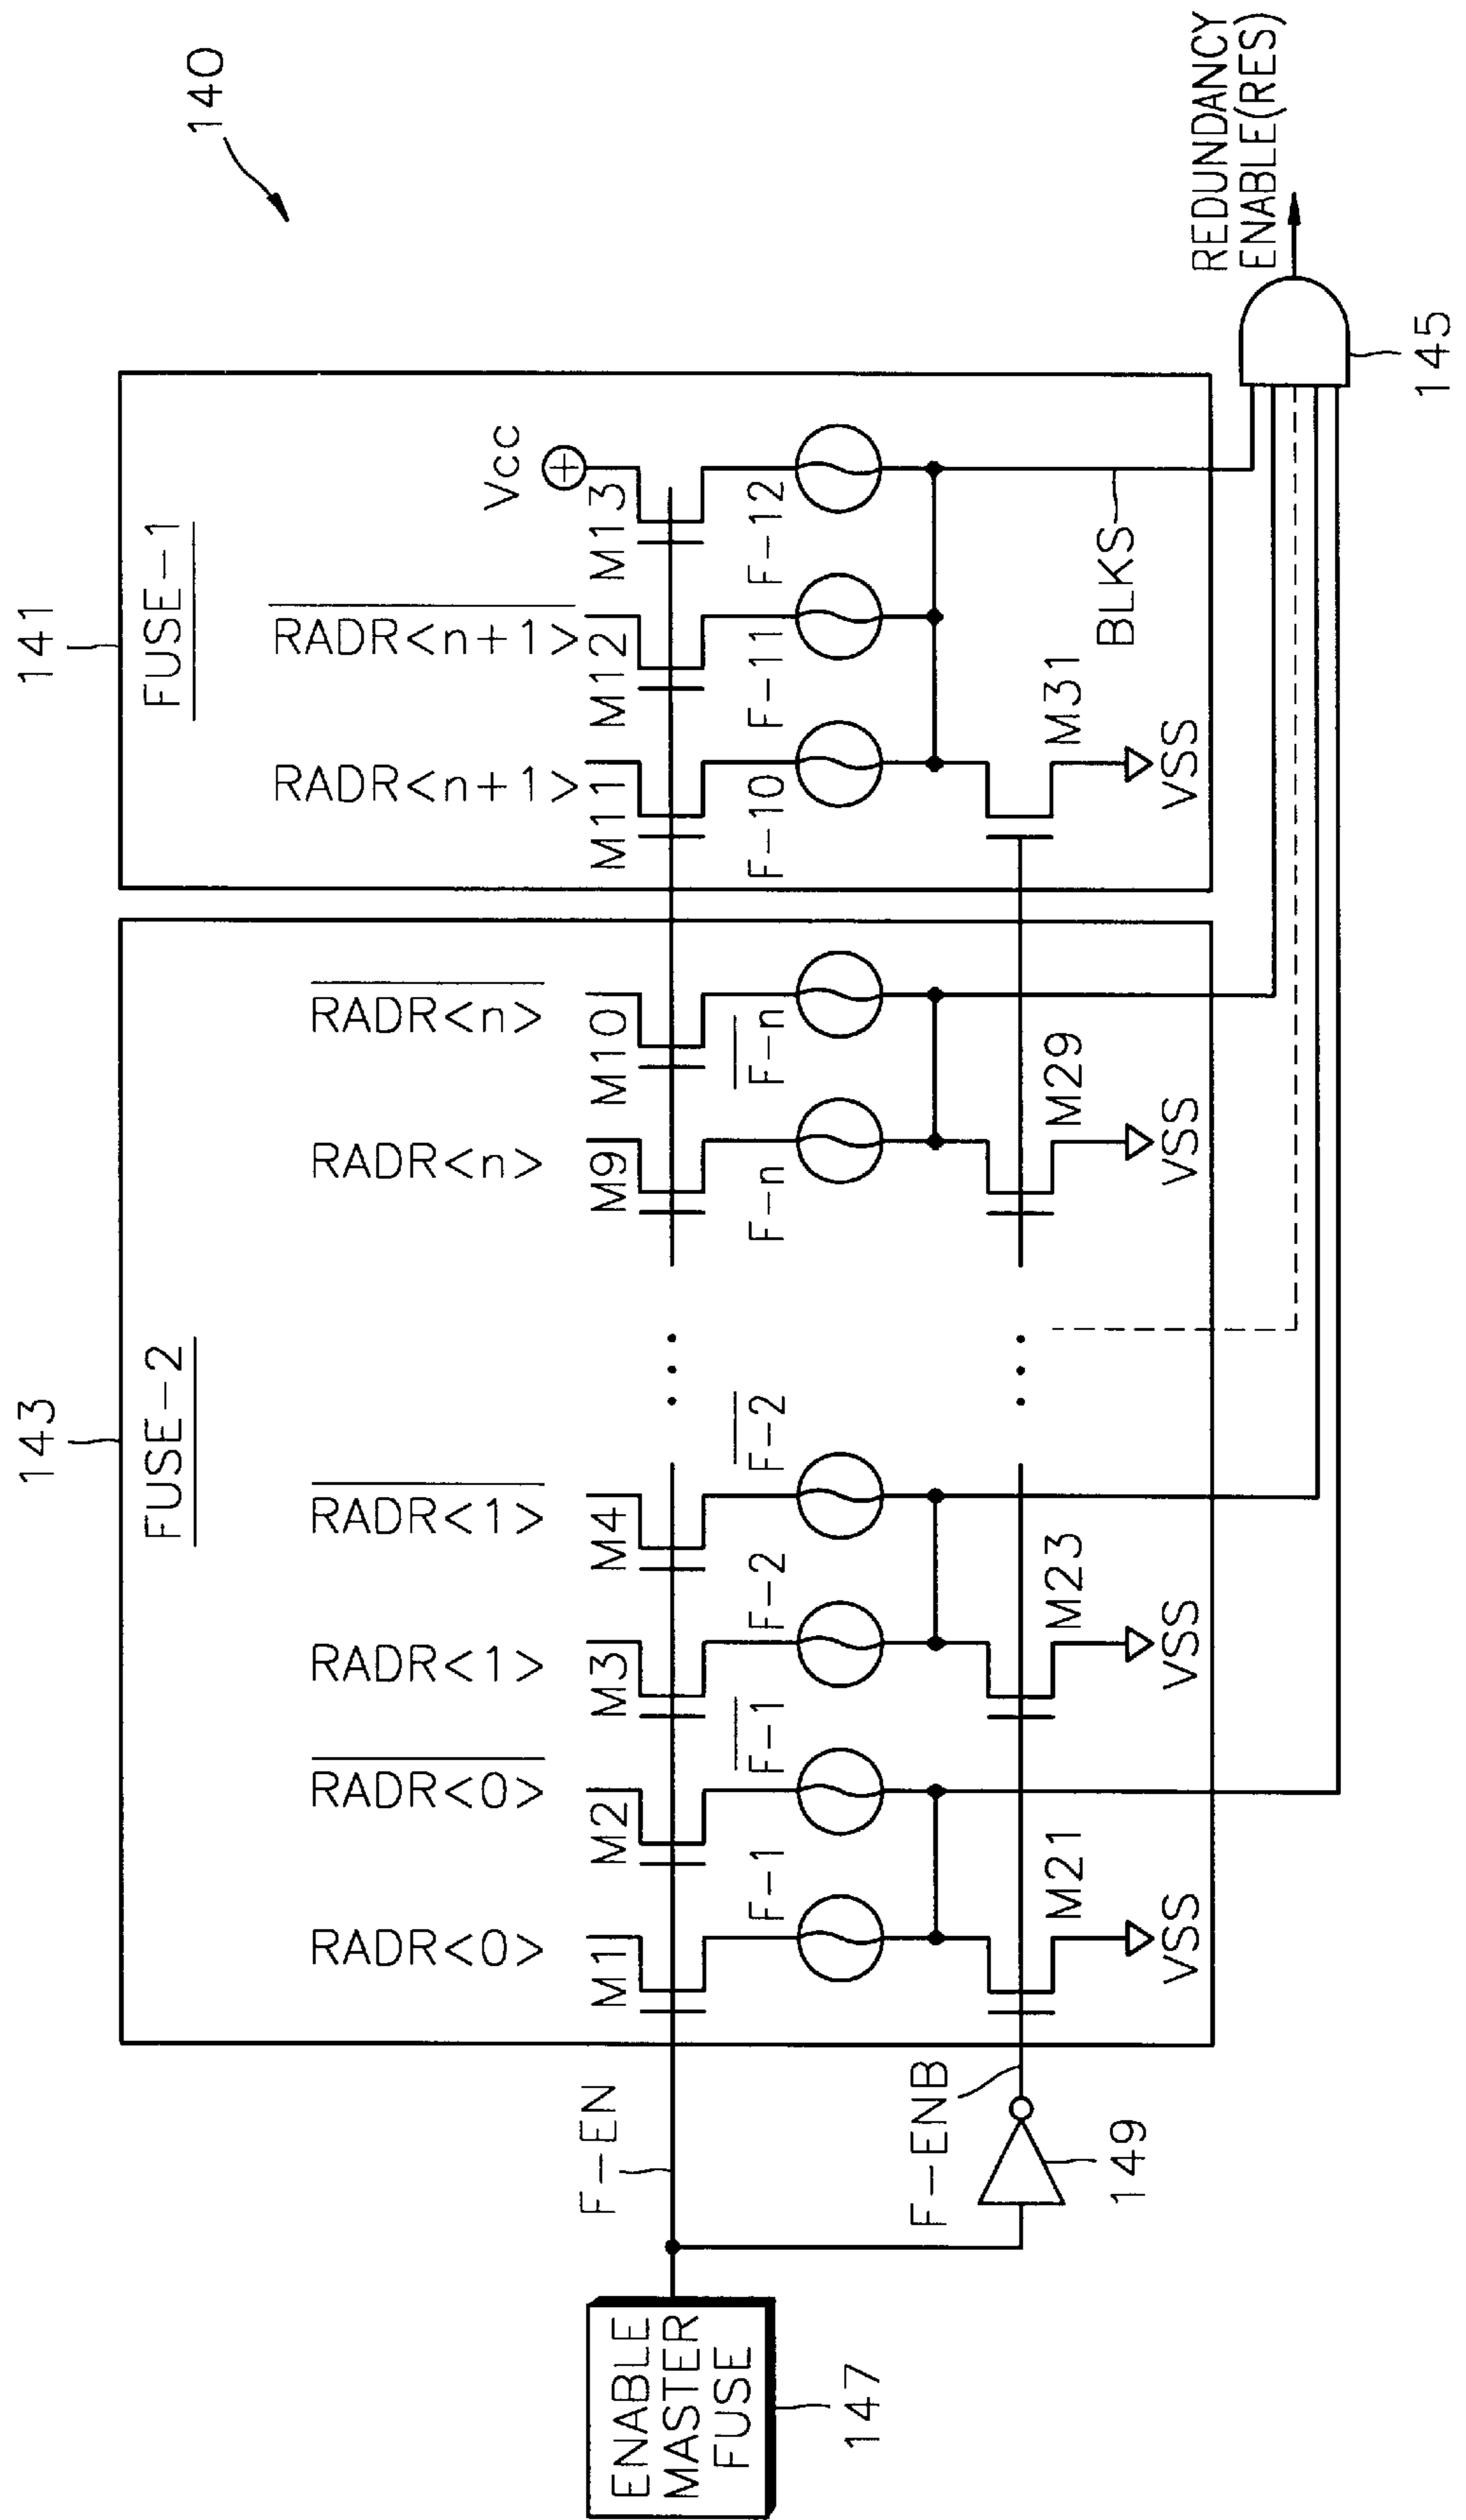 140
141
143
FUSE-2
FUSE-1
RADR<0>
RADR<0>
RADR<1>
RADR<1>
RADR<n>
RADR<n>
RADR<n+1>
RADR<n+1>
Vcc
M1
M2
M3
M4
M9
M10
M11
M12
M13
F-EN
F-1
F-1
F-2
F-2
F-n
F-n
F-10
F-11
F-12
ENABLE
MASTER
FUSE
147
F-ENB
149
M21
M23
M29
M31
BLKS
VSS
VSS
VSS
VSS
REDUNDANCY
ENABLE(RES)
145